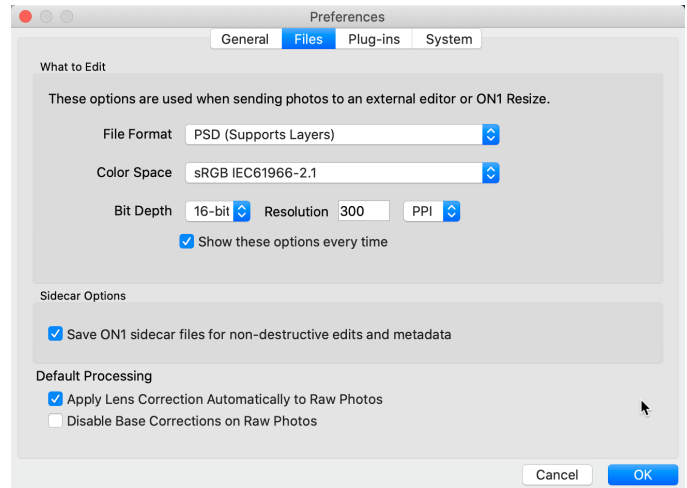 Preferences
General Files Plug-ins System
What to Edit
These options are used when sending photos to an external editor or ON1 Resize.
File Format PSD (Supports Layers)
Color Space sRGB IEC61966-2.1
Bit Depth 16-bit Resolution 300 PPI
Show these options every time
Sidecar Options
Save ON1 sidecar files for non-destructive edits and metadata
Default Processing
Apply Lens Correction Automatically to Raw Photos
Disable Base Corrections on Raw Photos
Cancel OK